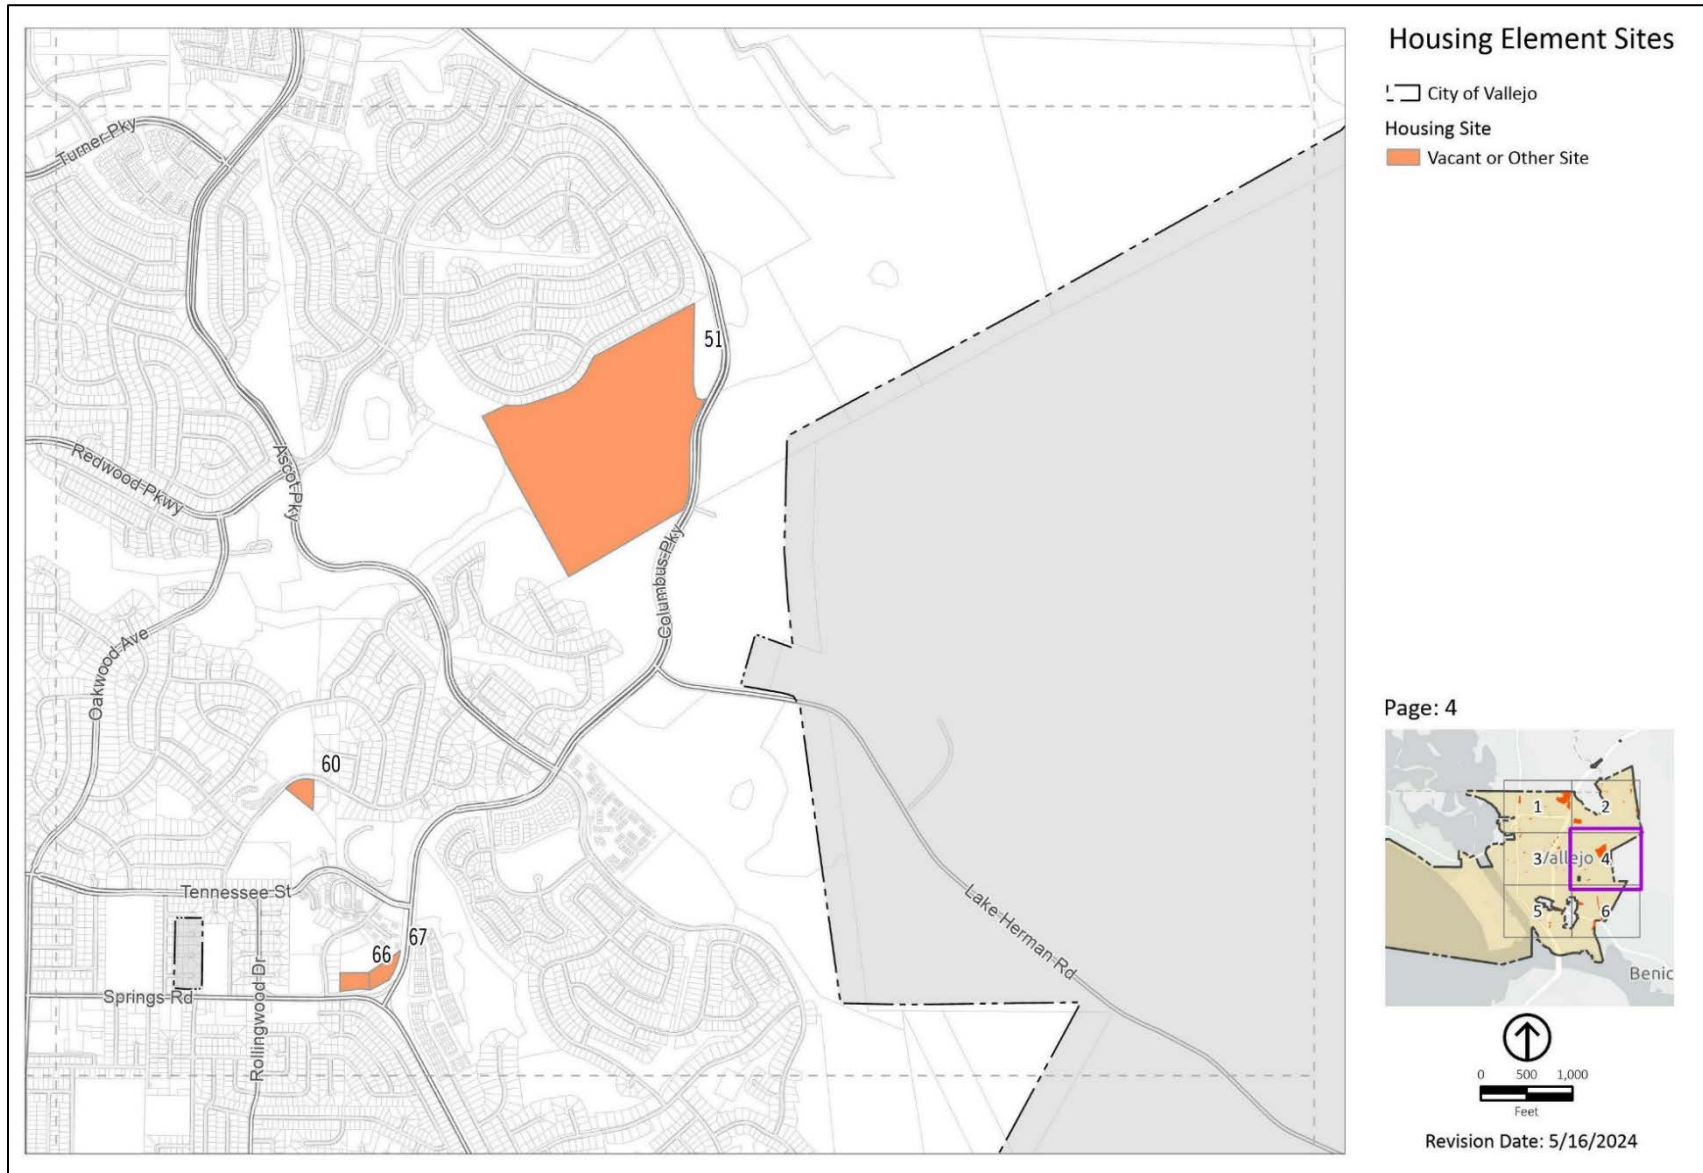 Housing Element Sites
City of Vallejo
Housing Site
Vacant or Other Site
Turner Pky
51
Redwood Pkwy
Ascot Pky
Columbus Pky
Oakwood Ave
60
Tennessee St
67
66
Springs Rd
Rollingwood Dr
Lake Herman Rd
Page: 4
1
2
3
Vallejo
4
5
6
Benic
0 500 1,000
Feet
Revision Date: 5/16/2024